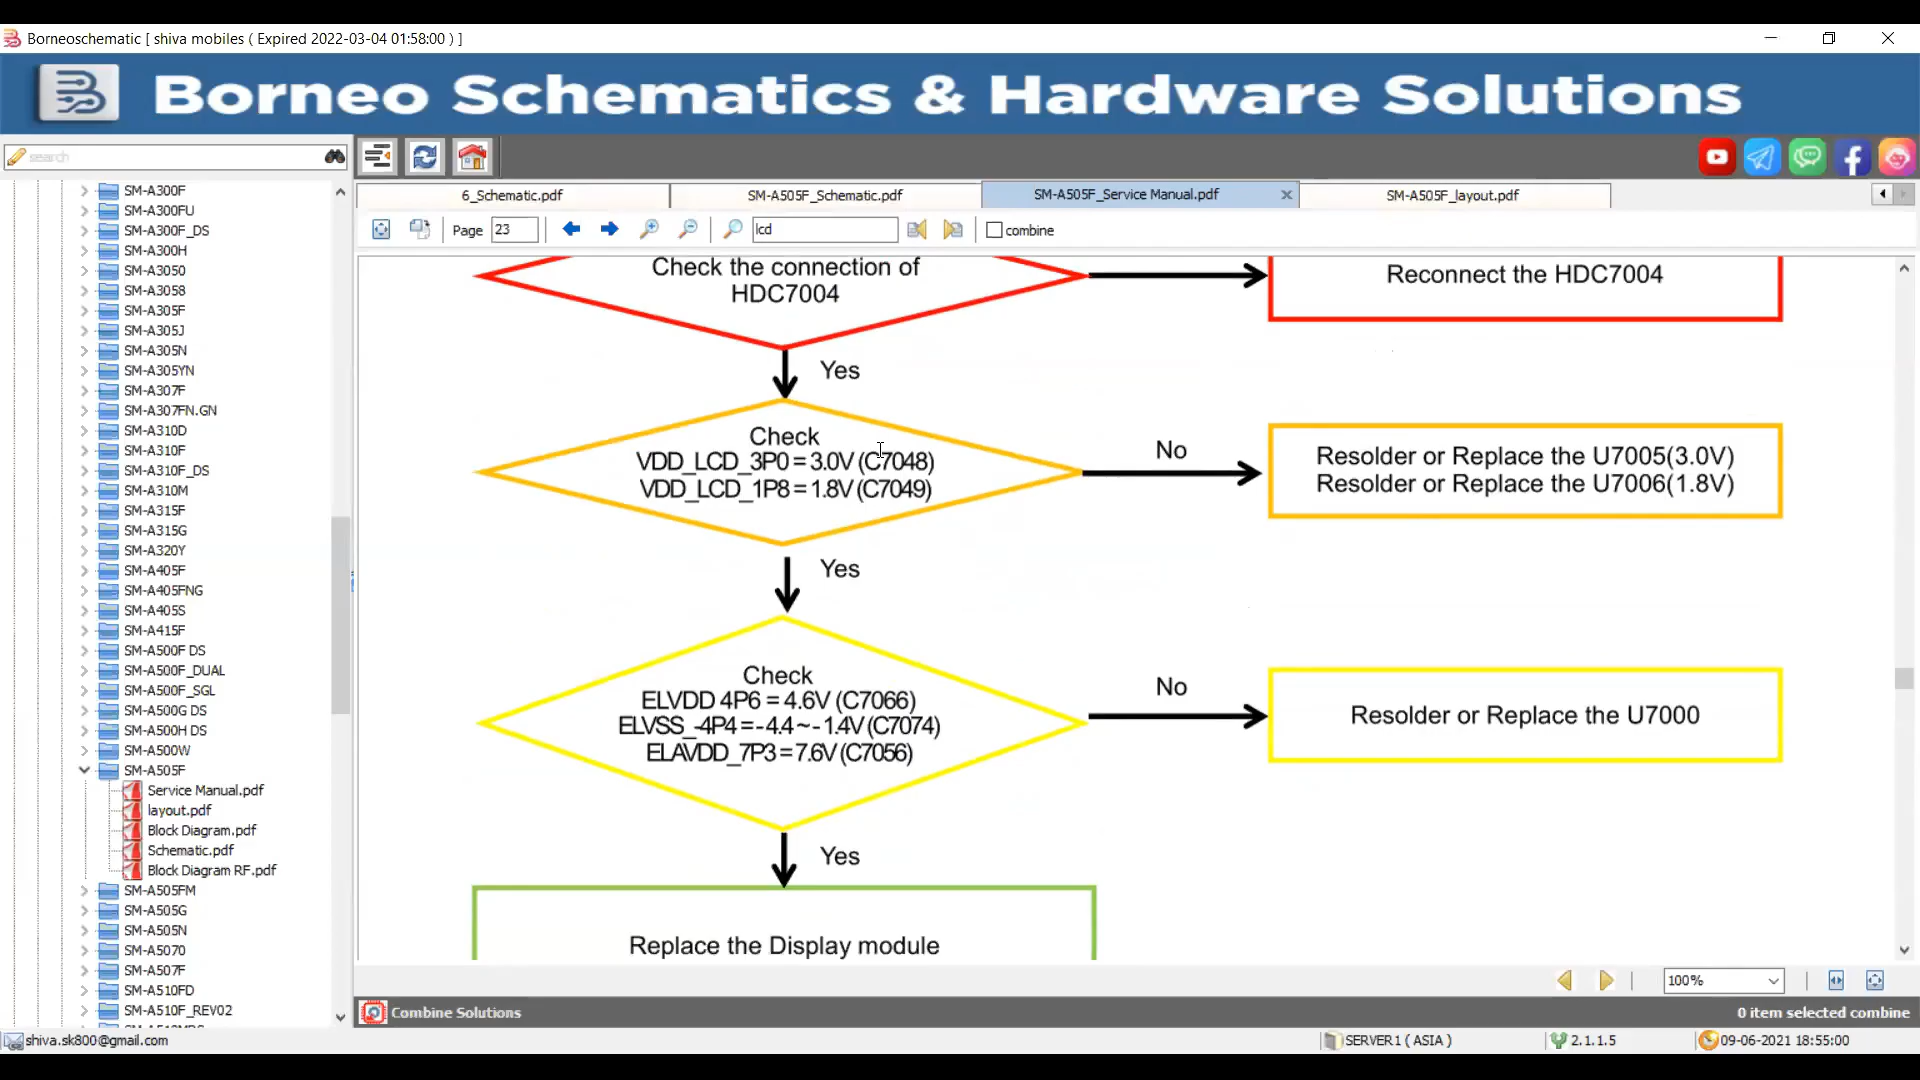 Borneoschematic [ shiva mobiles ( Expired 2022-03-04 01:58:00 ) ]
Borneo Schematics & Hardware Solutions
search
SM-A300F
SM-A300FU
SM-A300F_DS
SM-A300H
SM-A3050
SM-A3058
SM-A305F
SM-A305J
SM-A305N
SM-A305YN
SM-A307F
SM-A307FN.GN
SM-A310D
SM-A310F
SM-A310F_DS
SM-A310M
SM-A315F
SM-A315G
SM-A320Y
SM-A405F
SM-A405FNG
SM-A405S
SM-A415F
SM-A500F DS
SM-A500F_DUAL
SM-A500F_SGL
SM-A500G DS
SM-A500H DS
SM-A500W
SM-A505F
Service Manual.pdf
layout.pdf
Block Diagram.pdf
Schematic.pdf
Block Diagram RF.pdf
SM-A505FM
SM-A505G
SM-A505N
SM-A5070
SM-A507F
SM-A510FD
SM-A510F_REV02
6_Schematic.pdf
SM-A505F_Schematic.pdf
SM-A505F_Service Manual.pdf
SM-A505F_layout.pdf
Page 23
lcd
combine
Check the connection of
HDC7004
Reconnect the HDC7004
Yes
Check
VDD_LCD_3P0 = 3.0V (C7048)
VDD_LCD_1P8 = 1.8V (C7049)
No
Resolder or Replace the U7005(3.0V)
Resolder or Replace the U7006(1.8V)
Yes
Check
ELVDD 4P6 = 4.6V (C7066)
ELVSS_-4P4 = -4.4 ~ -1.4V (C7074)
ELAVDD_7P3 = 7.6V (C7056)
No
Resolder or Replace the U7000
Yes
Replace the Display module
100%
Combine Solutions
0 item selected combine
shiva.sk800@gmail.com
SERVER1 ( ASIA )
2.1.1.5
09-06-2021 18:55:00